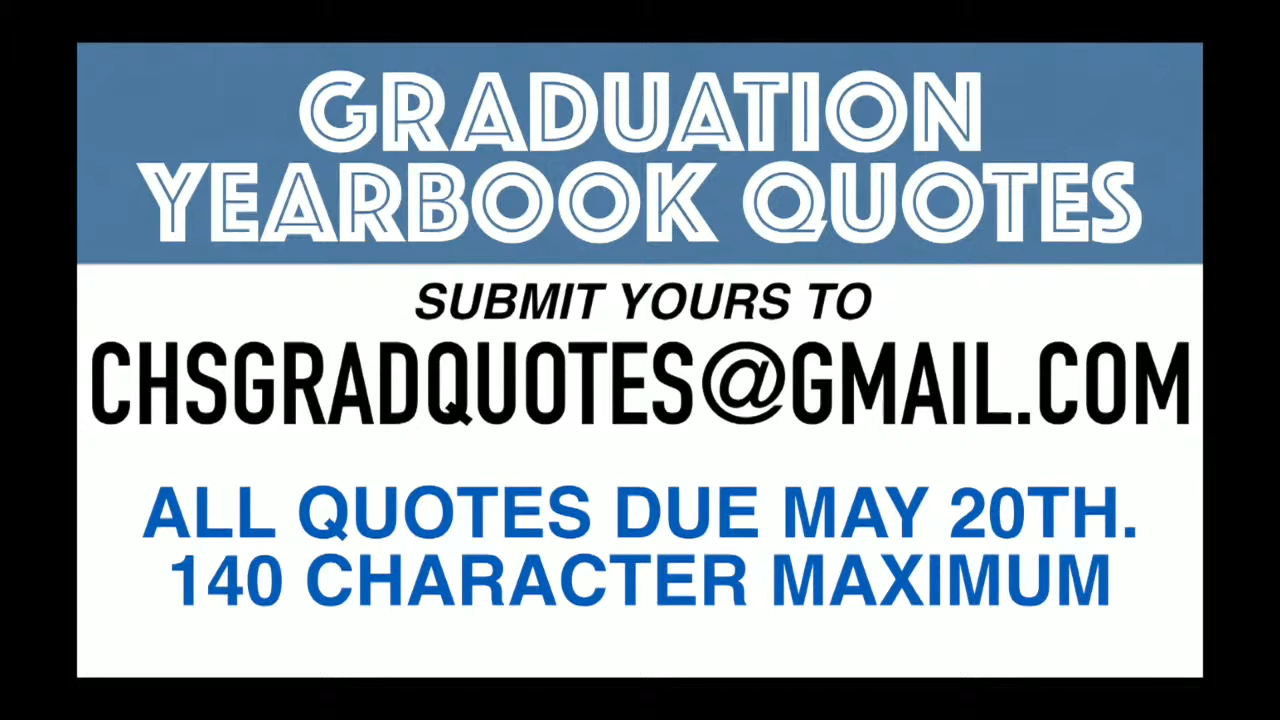 GRADUATION
YEARBOOK QUOTES
SUBMIT YOURS TO
CHSGRADQUOTES@GMAIL.COM
ALL QUOTES DUE MAY 20TH.
140 CHARACTER MAXIMUM